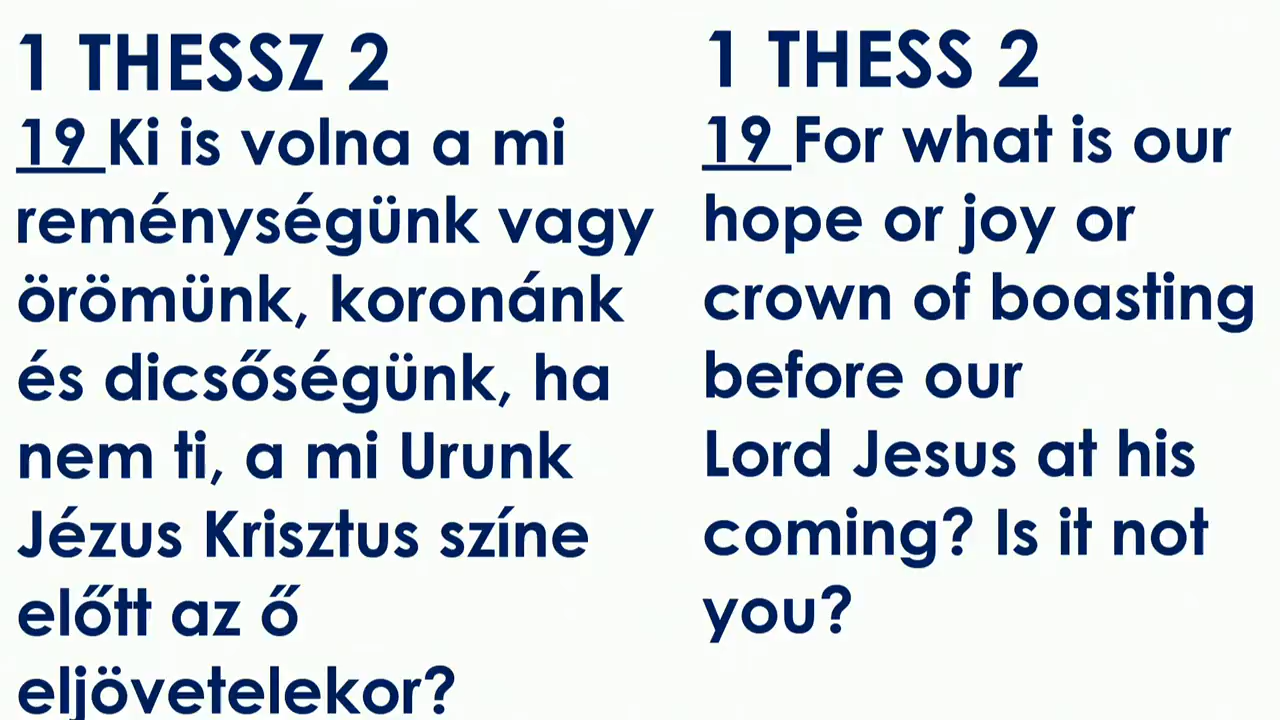 1 THESSZ 2
19 Ki is volna a mi
reménységünk vagy
örömünk, koronánk
és dicsőségünk, ha
nem ti, a mi Urunk
Jézus Krisztus színe
előtt az ő
eljövetelekor?
1 THESS 2
19 For what is our
hope or joy or
crown of boasting
before our
Lord Jesus at his
coming? Is it not
you?